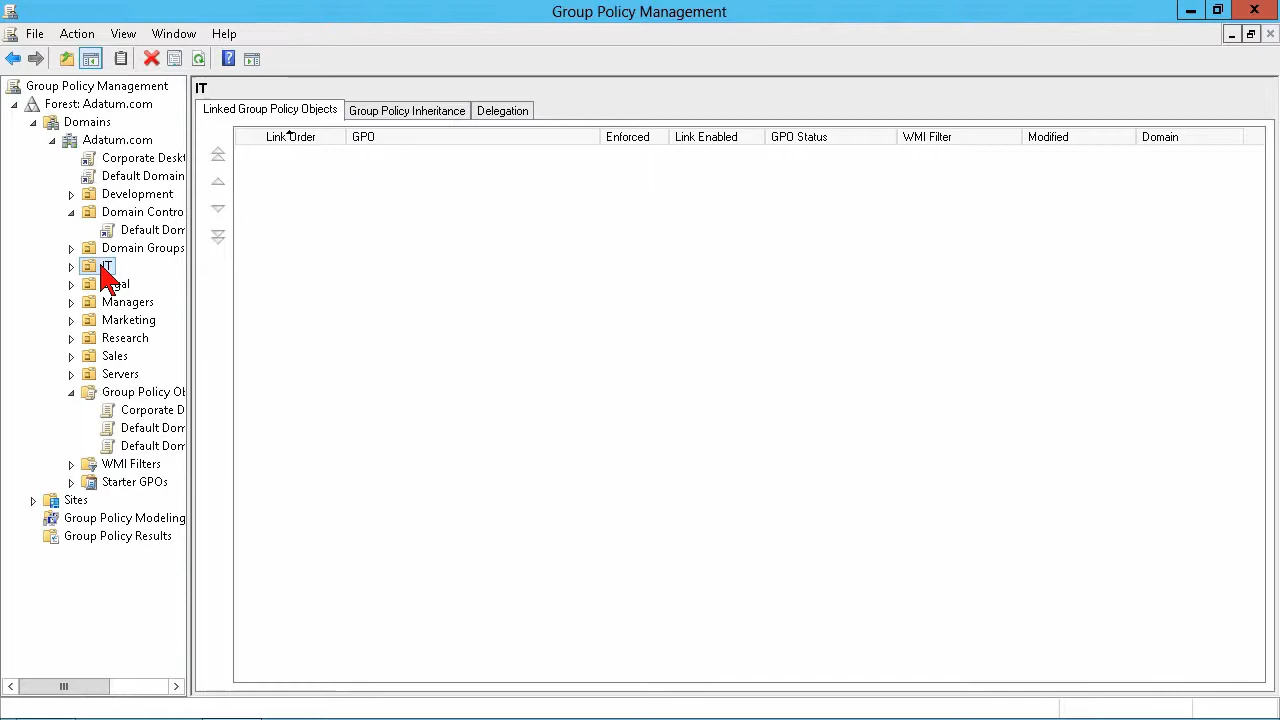 Group Policy Management
File Action View Window Help
Group Policy Management
Forest: Adatum.com
Domains
Adatum.com
Corporate Deskt
Default Domain
Development
Domain Contro
Default Dom
Domain Groups
IT
gal
Managers
Marketing
Research
Sales
Servers
Group Policy Ob
Corporate D
Default Dom
Default Dom
WMI Filters
Starter GPOs
Sites
Group Policy Modeling
Group Policy Results
IT
Linked Group Policy Objects Group Policy Inheritance Delegation
Link Order GPO Enforced Link Enabled GPO Status WMI Filter Modified Domain